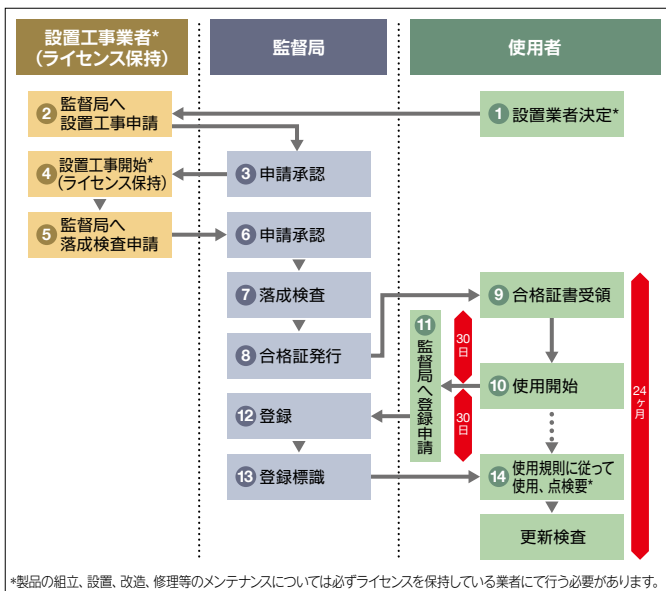 設置工事業者*
(ライセンス保持)
監督局
使用者
2 監督局へ
設置工事申請
1 設置業者決定*
4 設置工事開始*
(ライセンス保持)
3 申請承認
5 監督局へ
落成検査申請
6 申請承認
7 落成検査
9 合格証書受領
8 合格証発行
11 監督局へ登録申請
30日
10 使用開始
24ヶ月
12 登録
30日
13 登録標識
14 使用規則に従って
使用、点検要*
更新検査
*製品の組立、設置、改造、修理等のメンテナンスについては必ずライセンスを保持している業者にて行う必要があります。